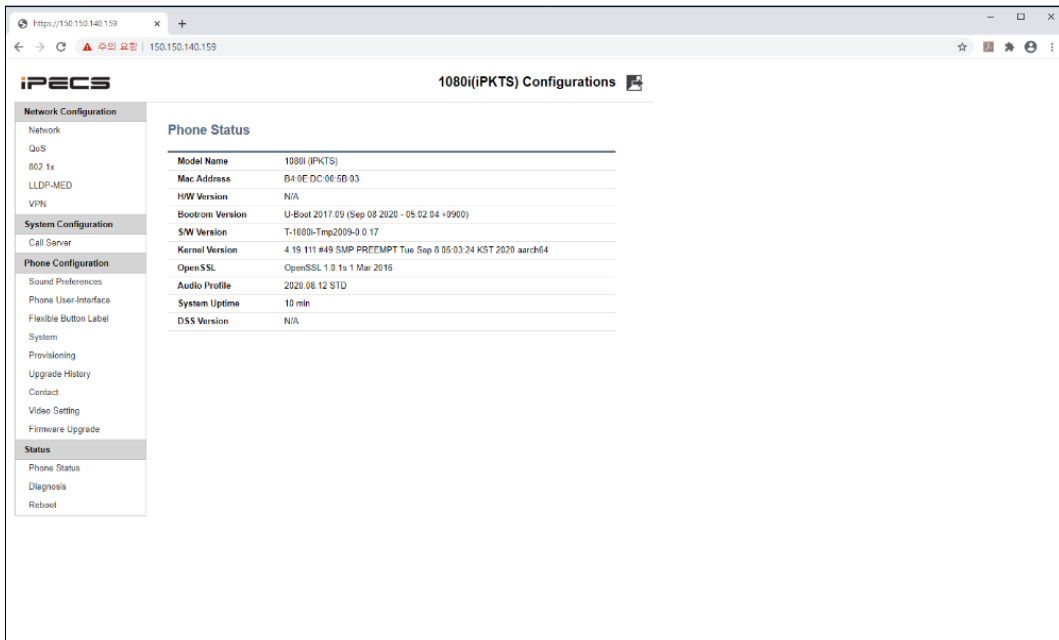 https://150.150.140.159
주의 요함 150.150.140.159
iPECS
1080i(iPKTS) Configurations
Network Configuration
Network
QoS
802.1x
LLDP-MED
VPN
System Configuration
Call Server
Phone Configuration
Sound Preferences
Phone User-Interface
Flexible Button Label
System
Provisioning
Upgrade History
Contact
Video Setting
Firmware Upgrade
Status
Phone Status
Diagnosis
Reboot
Phone Status
Model Name 1080i (iPKTS)
Mac Address B4:0E:DC:00:5B:03
H/W Version N/A
Bootrom Version U-Boot 2017.09 (Sep 08 2020 - 05:02:04 +0900)
S/W Version T-1080i-Tmp2009-0.0.17
Kernel Version 4.19.111 #49 SMP PREEMPT Tue Sep 8 05:03:24 KST 2020 aarch64
OpenSSL OpenSSL 1.0.1s 1 Mar 2016
Audio Profile 2020.08.12 STD
System Uptime 10 min
DSS Version N/A